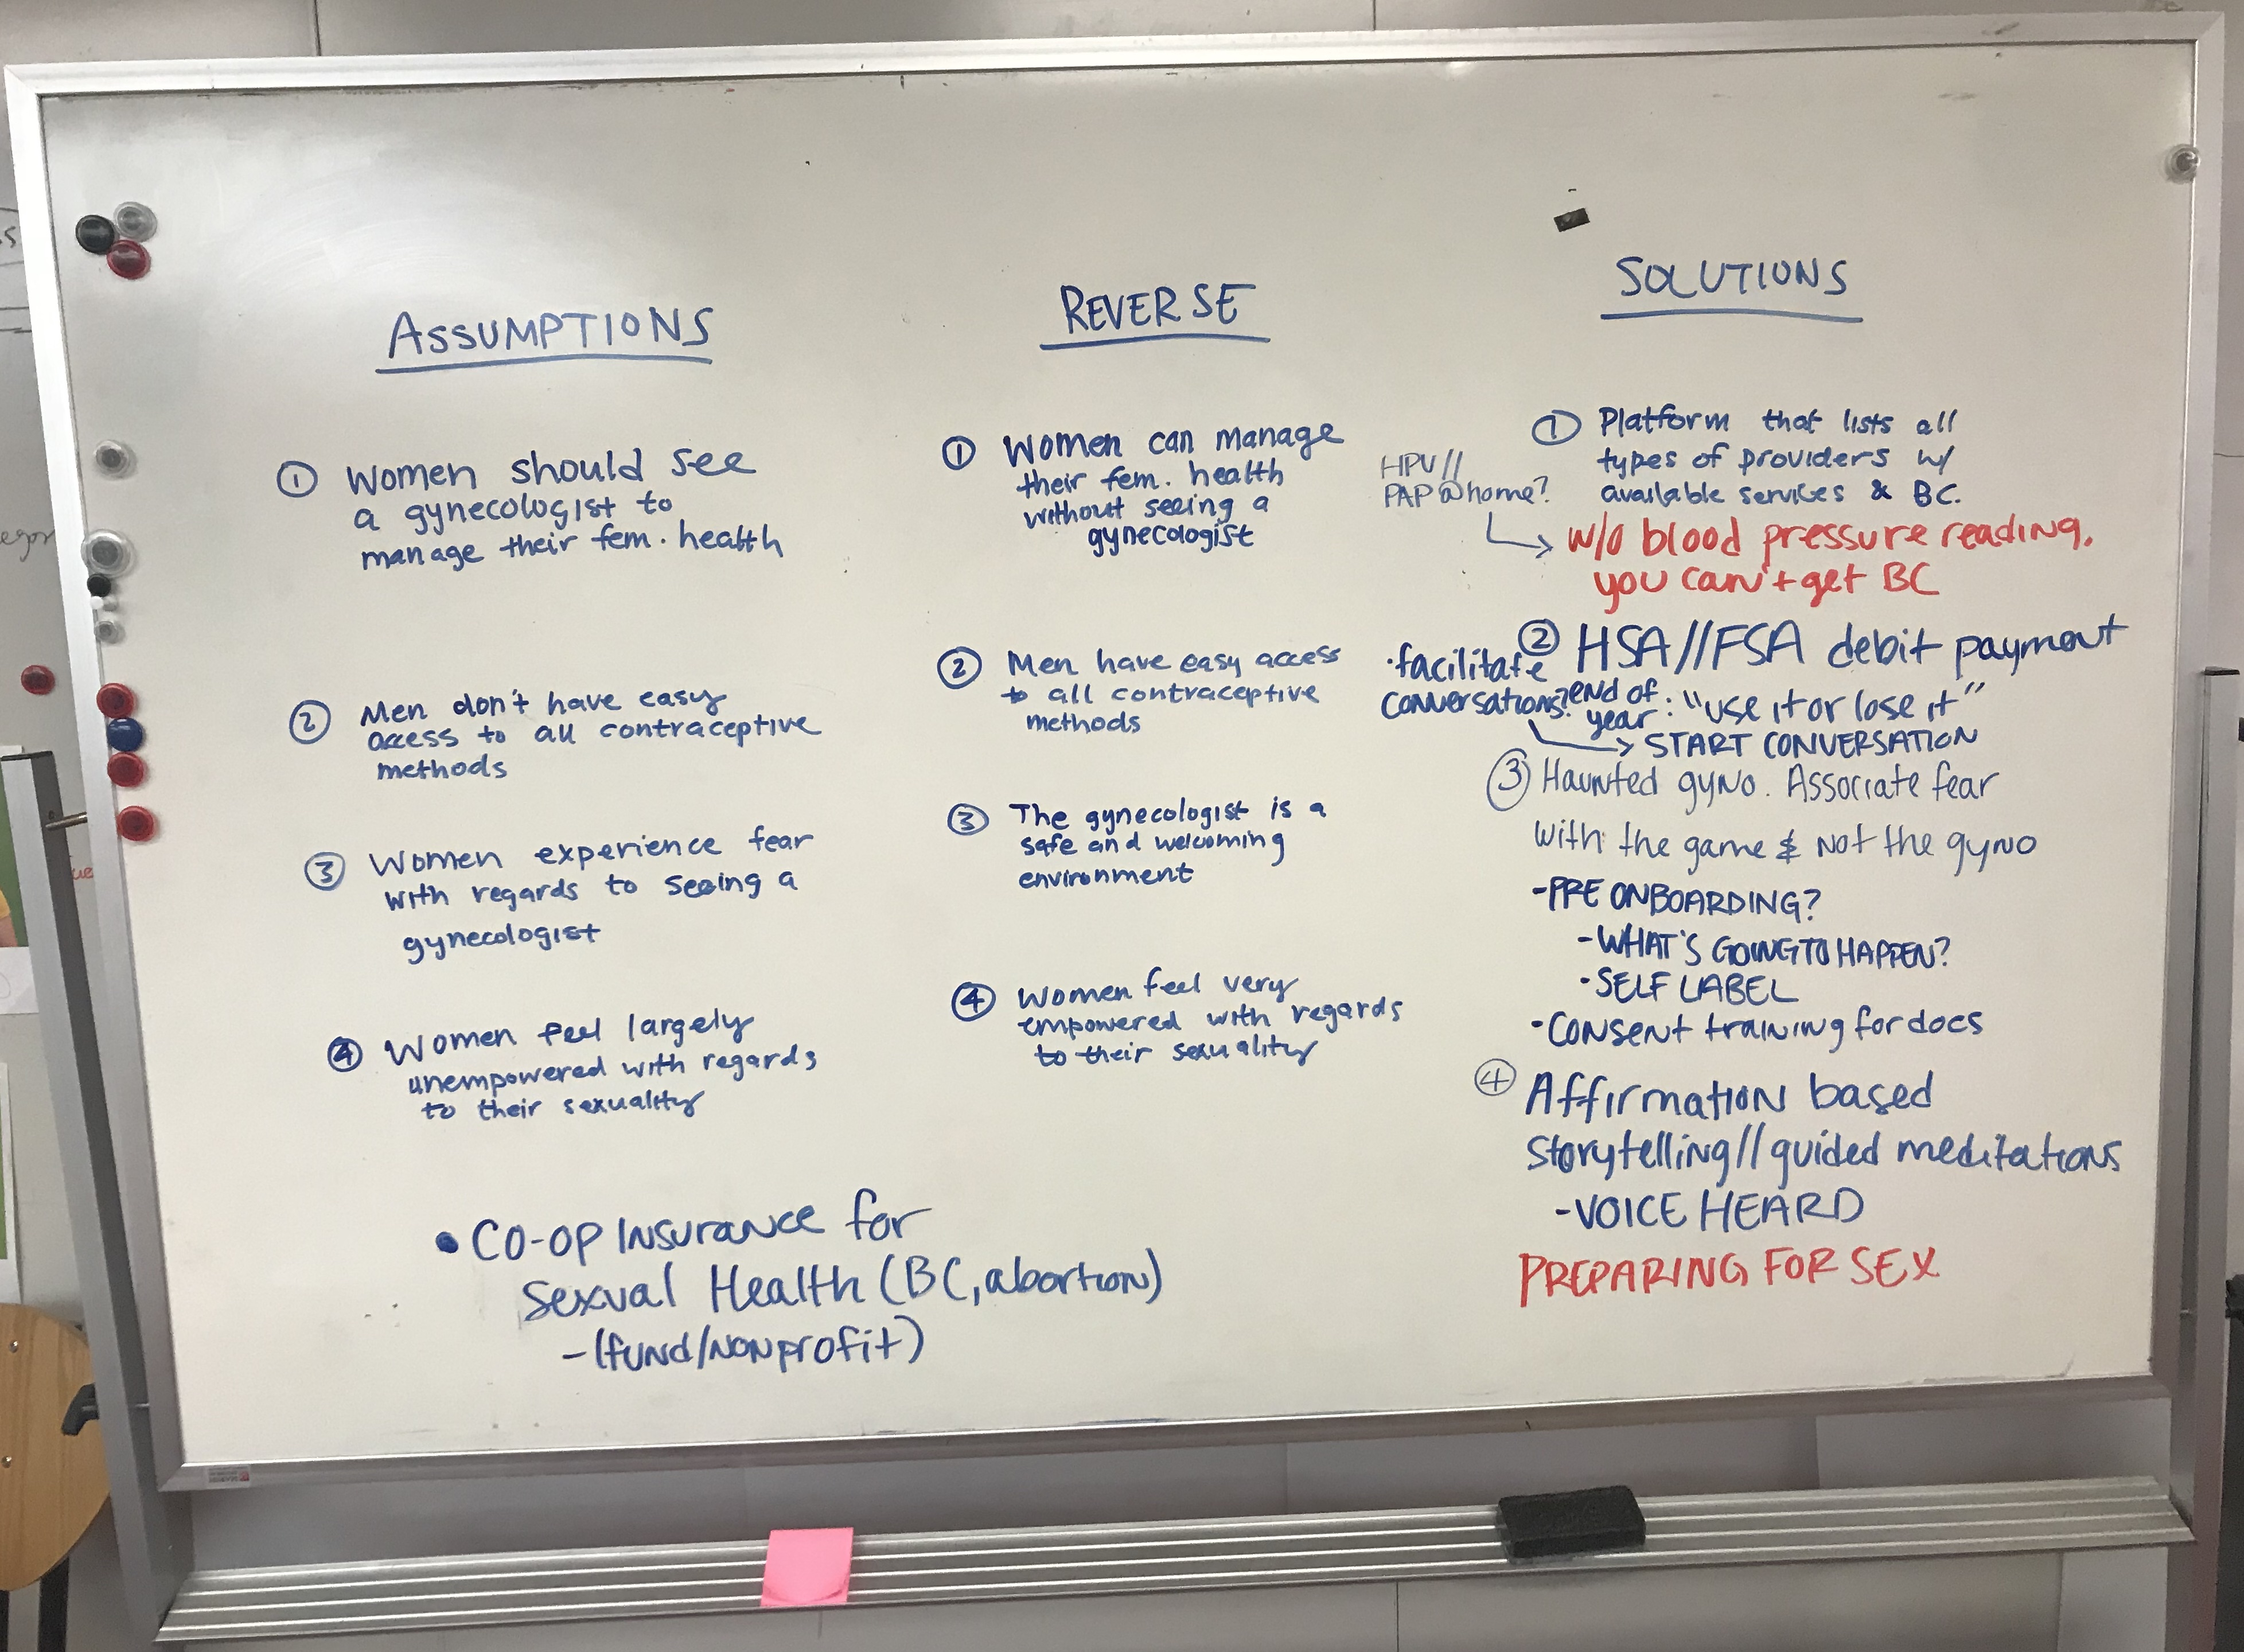 ASSUMPTIONS
① Women should see
a gynecologist to
manage their fem. health
② Men don't have easy
access to all contraceptive
methods
③ Women experience fear
with regards to seeing a
gynecologist
④ Women feel largely
unempowered with regards
to their sexuality
• CO-OP Insurance for
Sexual Health (BC, abortion)
- (fund/nonprofit)
REVERSE
① Women can manage
their fem. health
without seeing a
gynecologist
② Men have easy access
to all contraceptive
methods
③ The gynecologist is a
safe and welcoming
environment
④ Women feel very
empowered with regards
to their sexuality
SOLUTIONS
① Platform that lists all
types of providers w/
available services & BC.
HPV//
PAP@home?
w/o blood pressure reading,
you can't get BC
② HSA//FSA debit payment
end of
year: "use it or lose it"
• facilitate
conversations?
START CONVERSATION
③ Haunted gyno. Associate fear
with the game & not the gyno
- PRE ONBOARDING?
- WHAT'S GOING TO HAPPEN?
- SELF LABEL
- Consent training for docs
④ Affirmation based
Storytelling//guided meditations
- VOICE HEARD
PREPARING FOR SEX